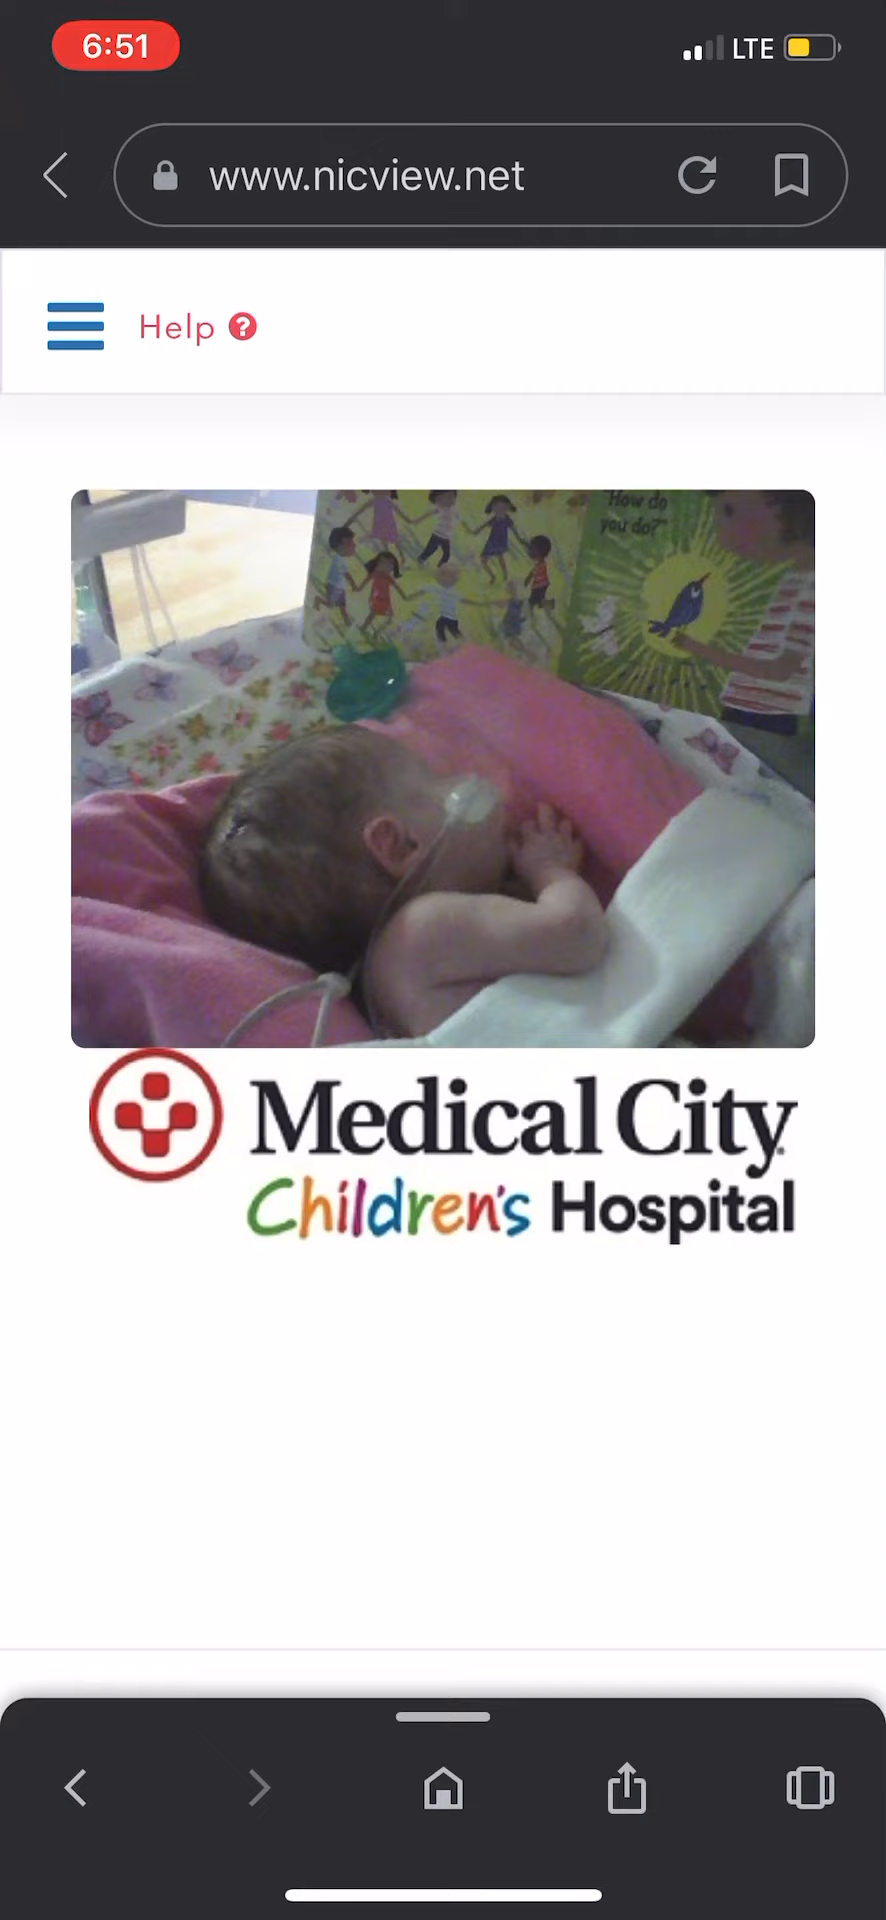 6:51
LTE
www.nicview.net
Help ?
"How do
you do?"
Medical City
Children's Hospital